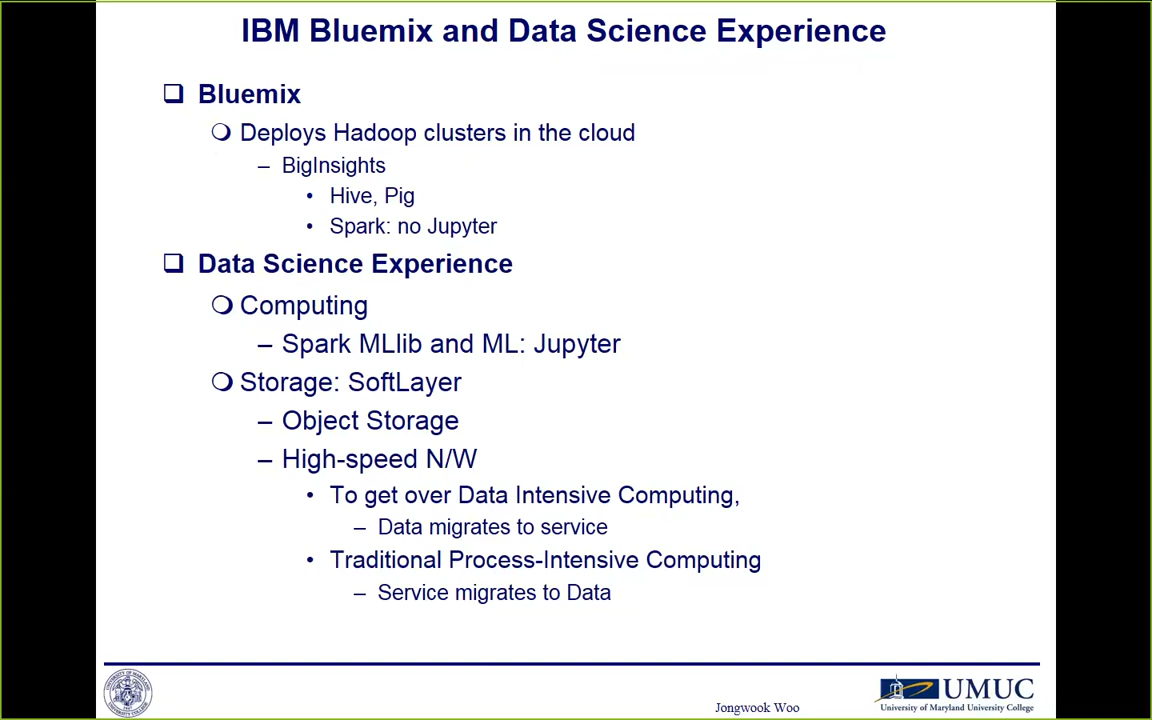 IBM Bluemix and Data Science Experience
Bluemix
Deploys Hadoop clusters in the cloud
– BigInsights
• Hive, Pig
• Spark: no Jupyter
Data Science Experience
Computing
– Spark MLlib and ML: Jupyter
Storage: SoftLayer
– Object Storage
– High-speed N/W
• To get over Data Intensive Computing,
– Data migrates to service
• Traditional Process-Intensive Computing
– Service migrates to Data
Jongwook Woo
UMUC
University of Maryland University College